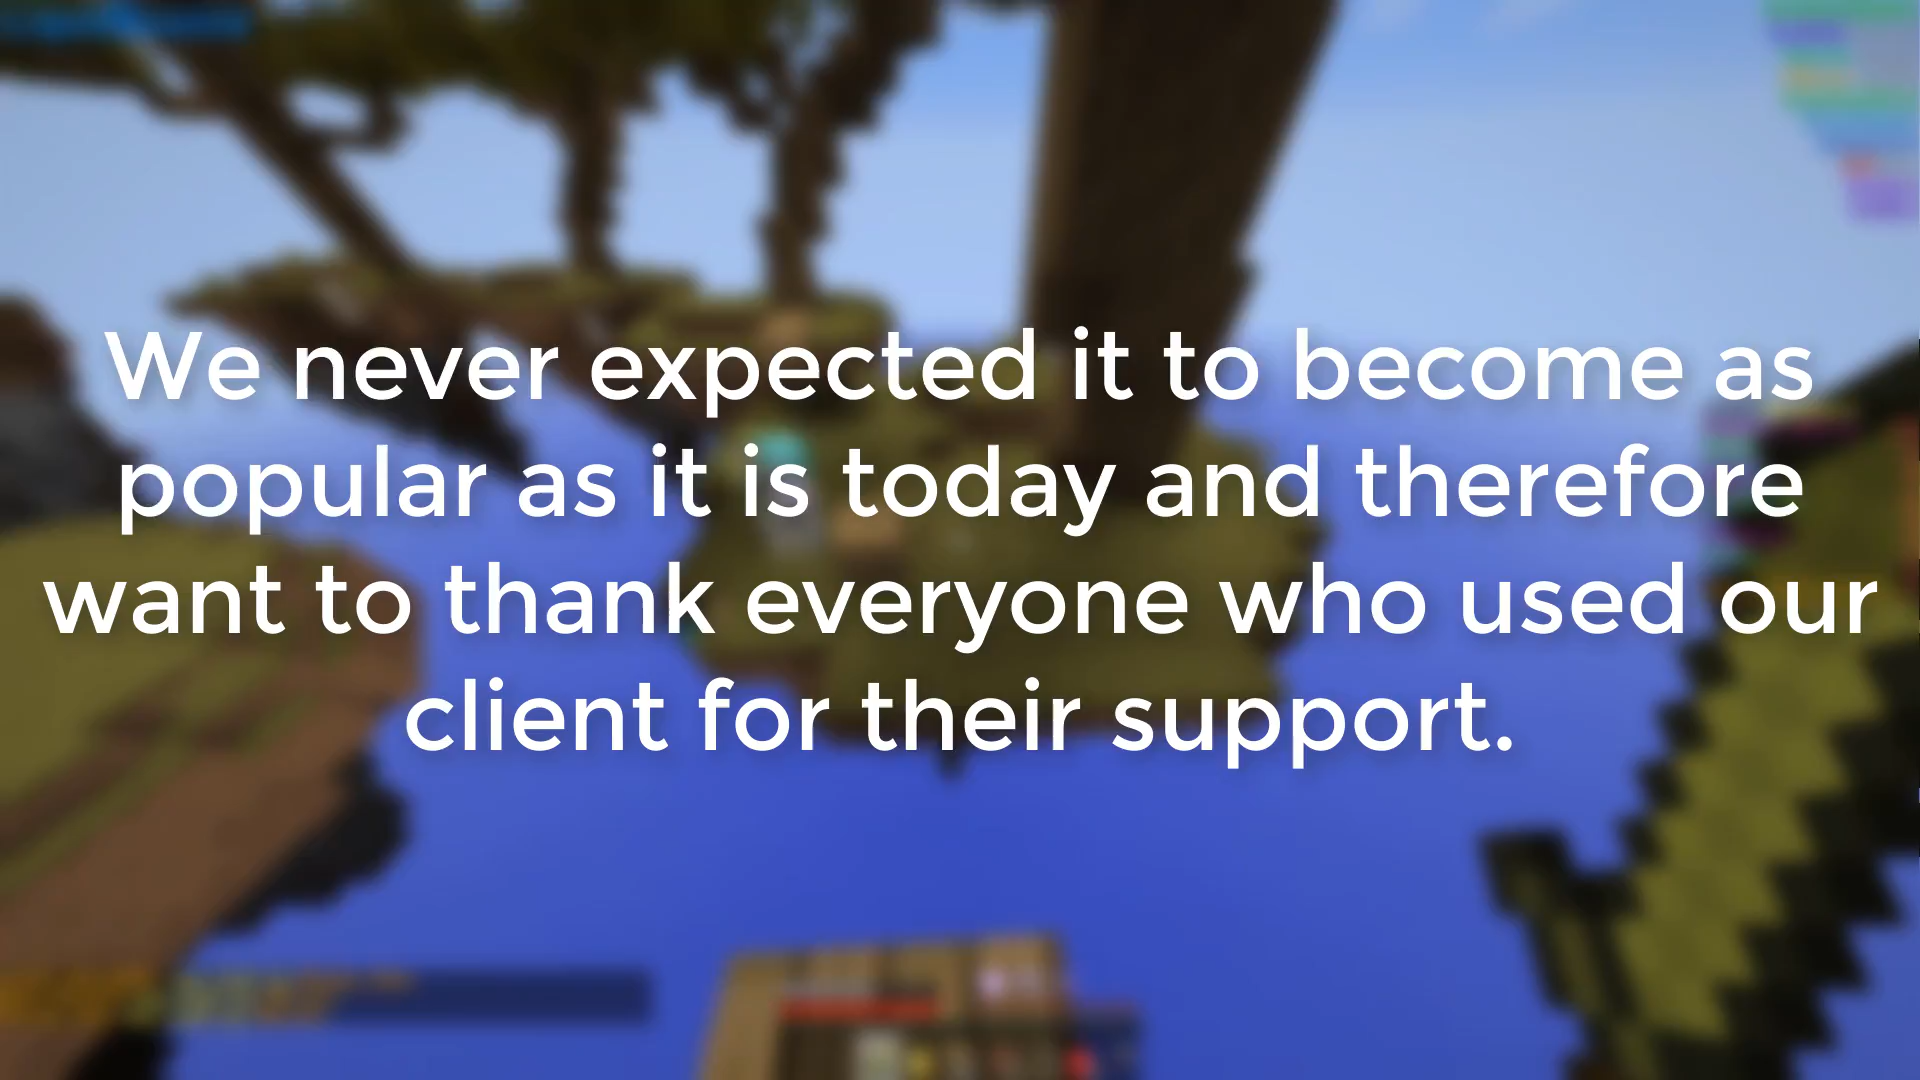 We never expected it to become as
popular as it is today and therefore
want to thank everyone who used our
client for their support.